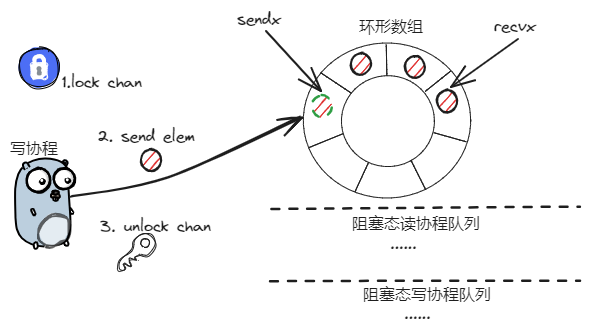 sendx
环形数组
recvx
1.lock chan
2. send elem
写协程
3. unlock chan
阻塞态读协程队列
......
阻塞态写协程队列
......